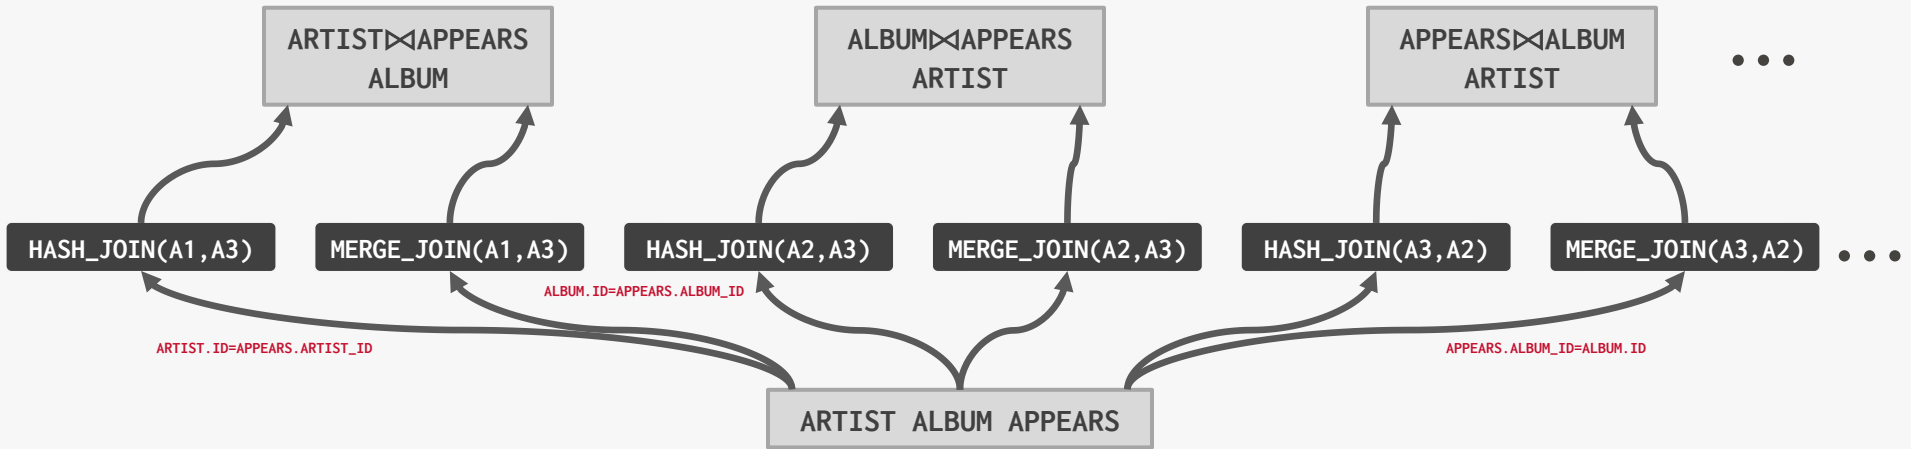 ARTIST⋈APPEARS
ALBUM
ALBUM⋈APPEARS
ARTIST
APPEARS⋈ALBUM
ARTIST
•••
HASH_JOIN(A1,A3)
MERGE_JOIN(A1,A3)
HASH_JOIN(A2,A3)
MERGE_JOIN(A2,A3)
HASH_JOIN(A3,A2)
MERGE_JOIN(A3,A2)
•••
ALBUM.ID=APPEARS.ALBUM_ID
ARTIST.ID=APPEARS.ARTIST_ID
APPEARS.ALBUM_ID=ALBUM.ID
ARTIST ALBUM APPEARS